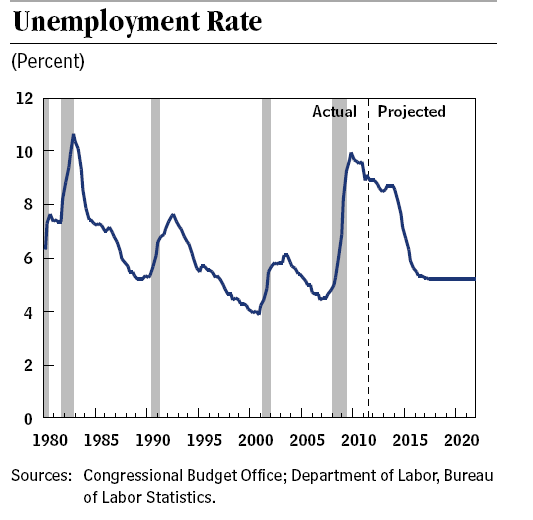 Unemployment Rate
(Percent)
12
Actual Projected
10
8
6
4
2
0
1980 1985 1990 1995 2000 2005 2010 2015 2020
Sources: Congressional Budget Office; Department of Labor, Bureau
of Labor Statistics.